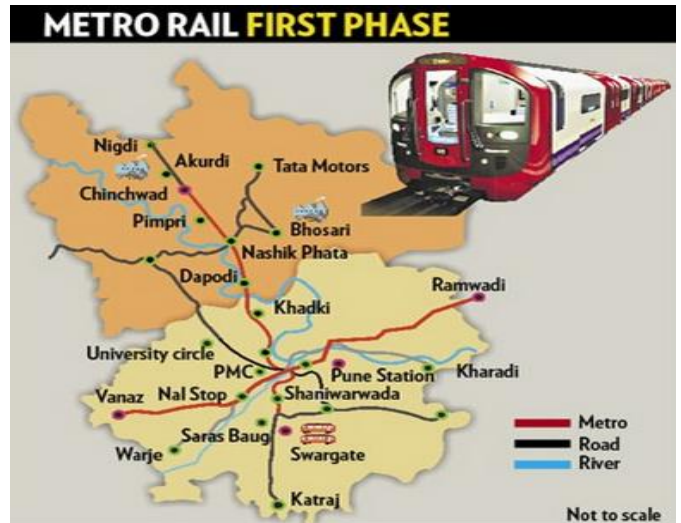 METRO RAIL FIRST PHASE
Nigdi
Akurdi
Tata Motors
Chinchwad
Pimpri
Bhosari
Nashik Phata
Dapodi
Ramwadi
Khadki
University circle
PMC
Pune Station
Kharadi
Nal Stop
Shaniwarwada
Vanaz
Saras Baug
Warje
Swargate
Katraj
Metro
Road
River
Not to scale